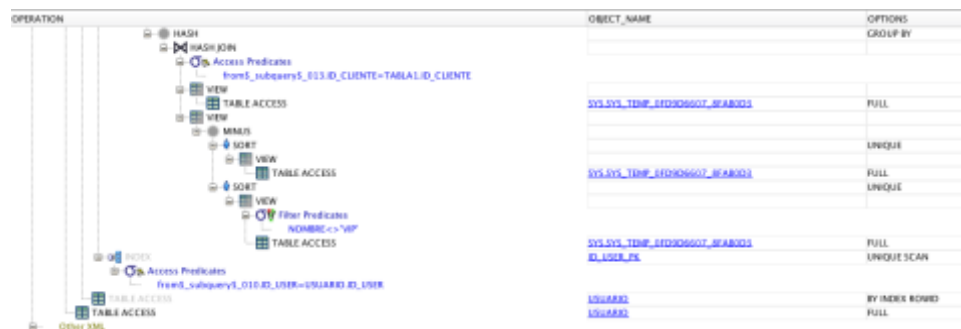 OPERATION OBJECT_NAME OPTIONS
HASH GROUP BY
HASH JOIN
Access Predicates
from$_subquery$_013.ID_CLIENTE=TABLA1.ID_CLIENTE
VIEW
TABLE ACCESS FULL
VIEW
MINUS
SORT UNIQUE
VIEW
TABLE ACCESS FULL
SORT UNIQUE
VIEW
Filter Predicates
NOMBRE<>'VIP'
TABLE ACCESS FULL
INDEX ID_USER_PK UNIQUE SCAN
Access Predicates
from$_subquery$_010.ID_USER=USUARIO.ID_USER
TABLE ACCESS USUARIO BY INDEX ROWID
TABLE ACCESS USUARIO FULL
Other XML